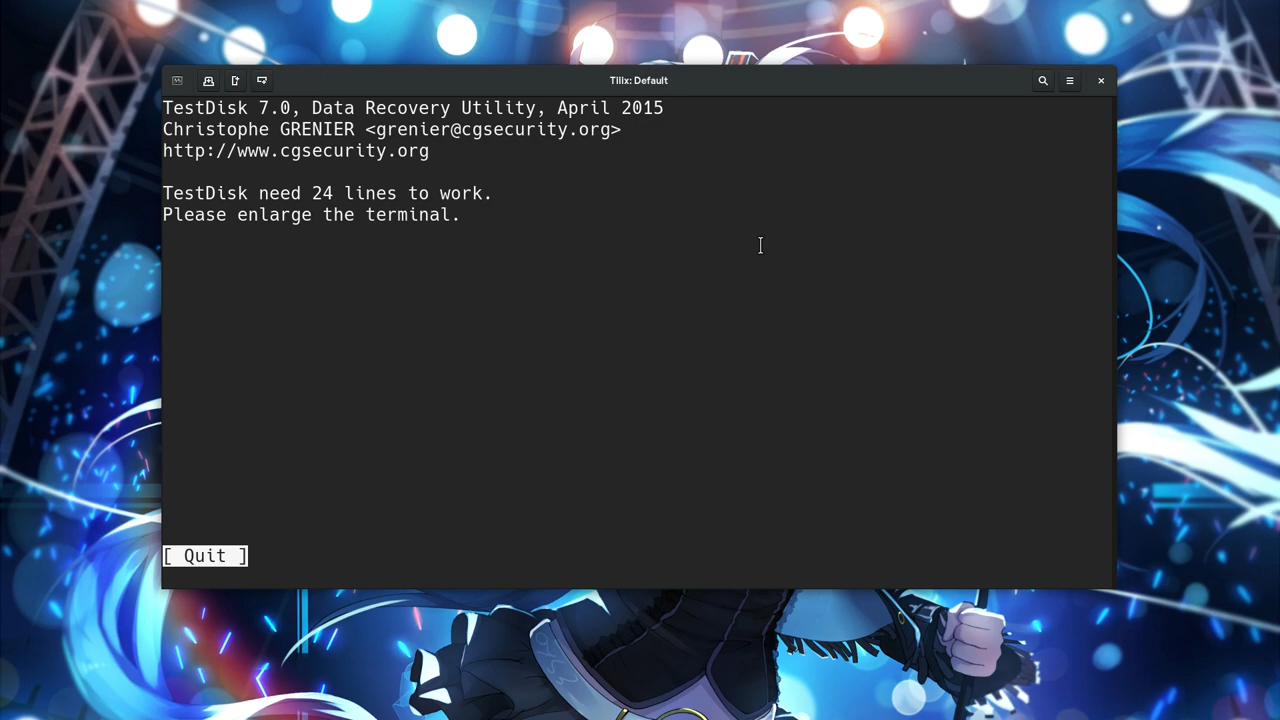 Tilix: Default
TestDisk 7.0, Data Recovery Utility, April 2015
Christophe GRENIER <grenier@cgsecurity.org>
http://www.cgsecurity.org
TestDisk need 24 lines to work.
Please enlarge the terminal.
[ Quit ]